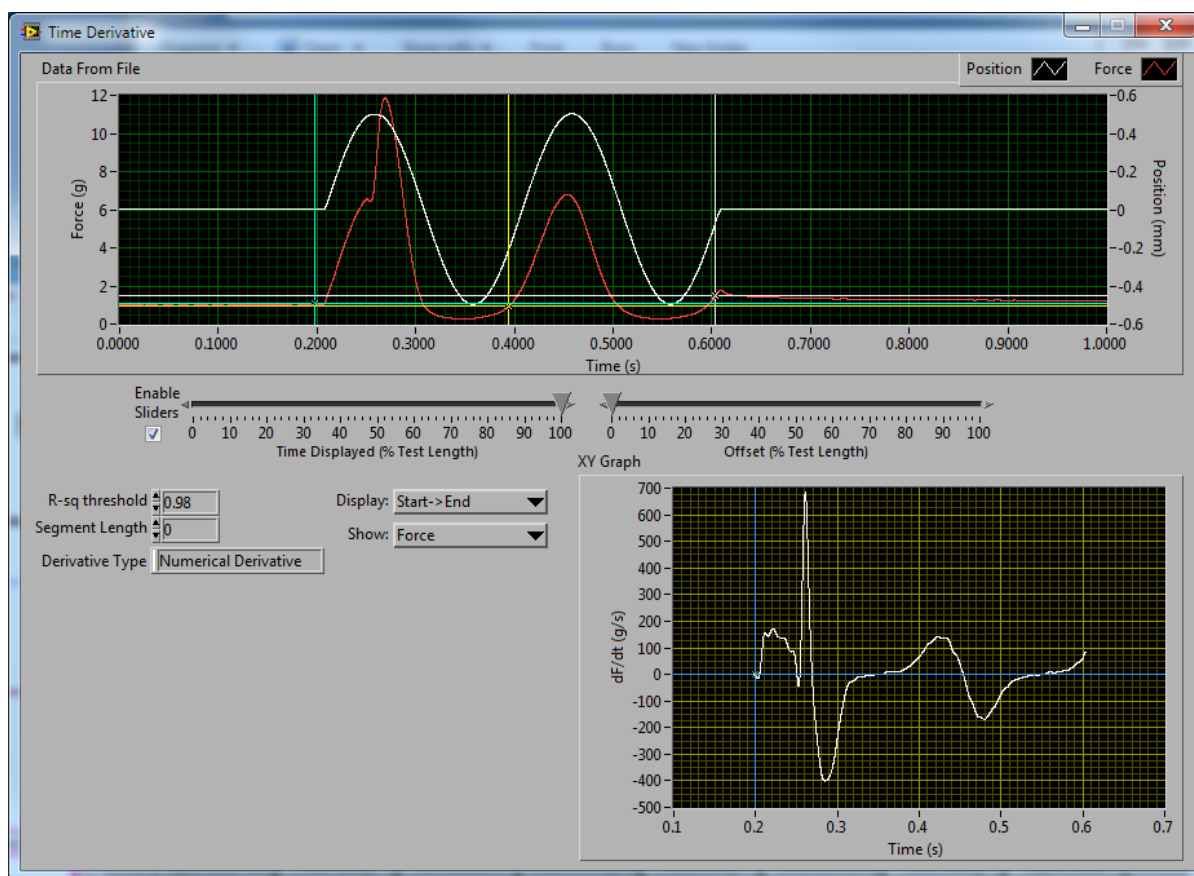 Time Derivative
Data From File
Position
Force
12
10
8
6
4
2
0
Force (g)
0.6
0.4
0.2
0
-0.2
-0.4
-0.6
Position (mm)
0.0000 0.1000 0.2000 0.3000 0.4000 0.5000 0.6000 0.7000 0.8000 0.9000 1.0000
Time (s)
Enable
Sliders
0 10 20 30 40 50 60 70 80 90 100
Time Displayed (% Test Length)
0 10 20 30 40 50 60 70 80 90 100
Offset (% Test Length)
R-sq threshold 0.98
Segment Length 0
Derivative Type Numerical Derivative
Display: Start->End
Show: Force
XY Graph
700
600
500
400
300
200
100
0
-100
-200
-300
-400
-500
dF/dt (g/s)
0.1 0.2 0.3 0.4 0.5 0.6 0.7
Time (s)